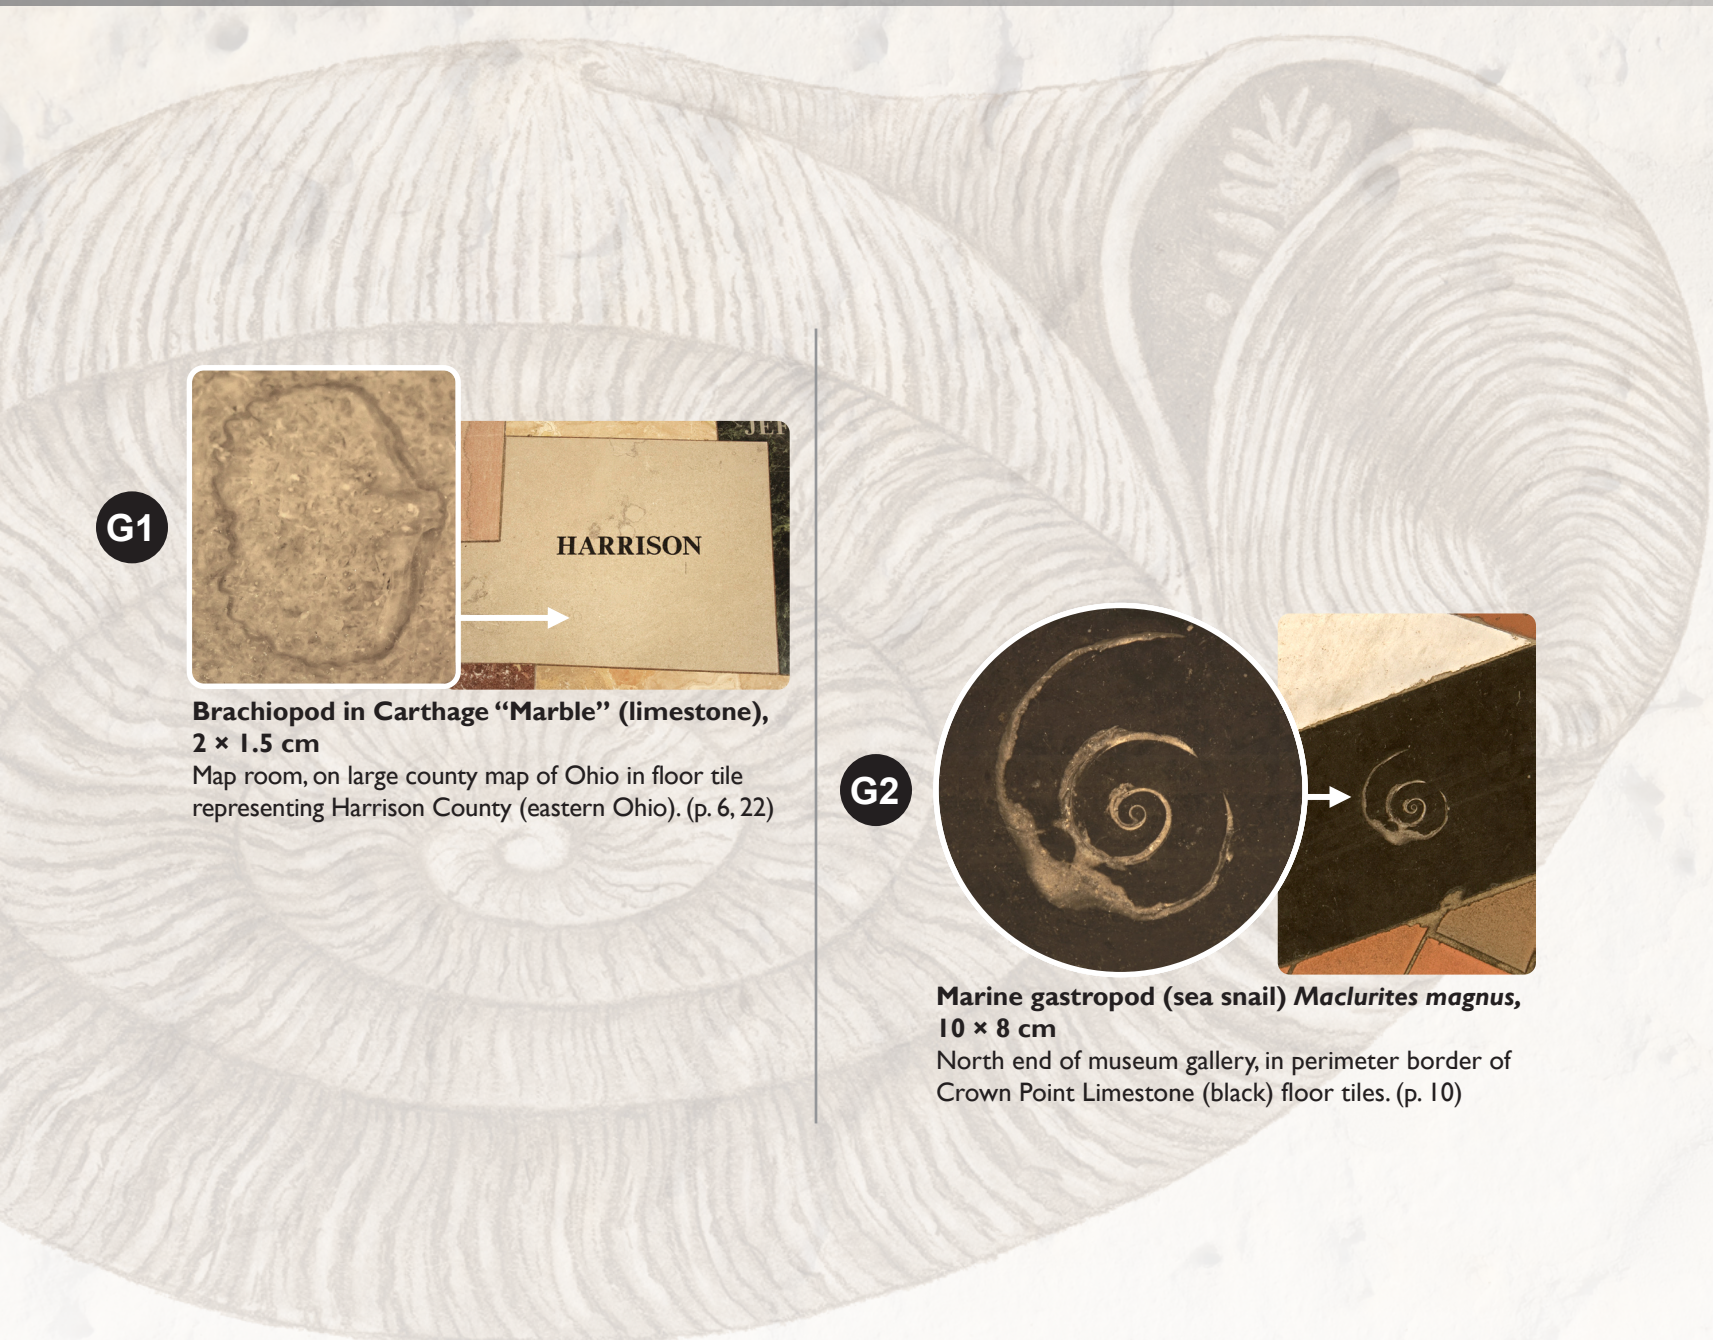 G1
JEF
HARRISON
Brachiopod in Carthage “Marble” (limestone),
2 × 1.5 cm
Map room, on large county map of Ohio in floor tile
representing Harrison County (eastern Ohio). (p. 6, 22)
G2
Marine gastropod (sea snail) Maclurites magnus,
10 × 8 cm
North end of museum gallery, in perimeter border of
Crown Point Limestone (black) floor tiles. (p. 10)